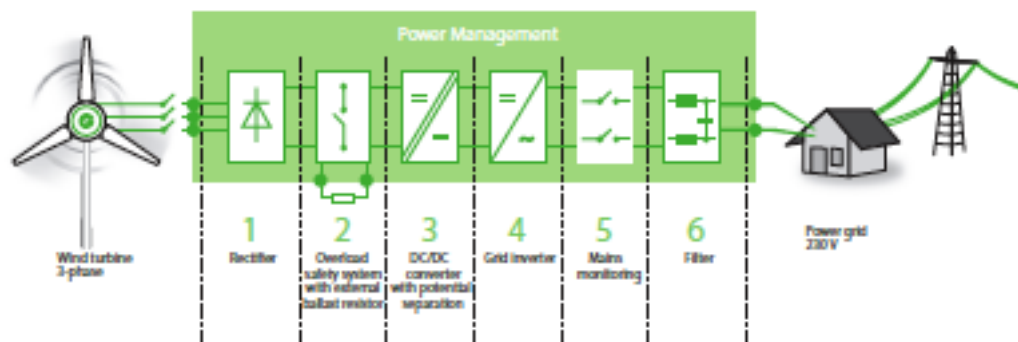 Power Management
1
2
3
4
5
6
Wind turbine
3-phase
Rectifier
Overload
safety system
with external
ballast resistor
DC/DC
converter
with potential
separation
Grid inverter
Mains
monitoring
Filter
Power grid
230 V